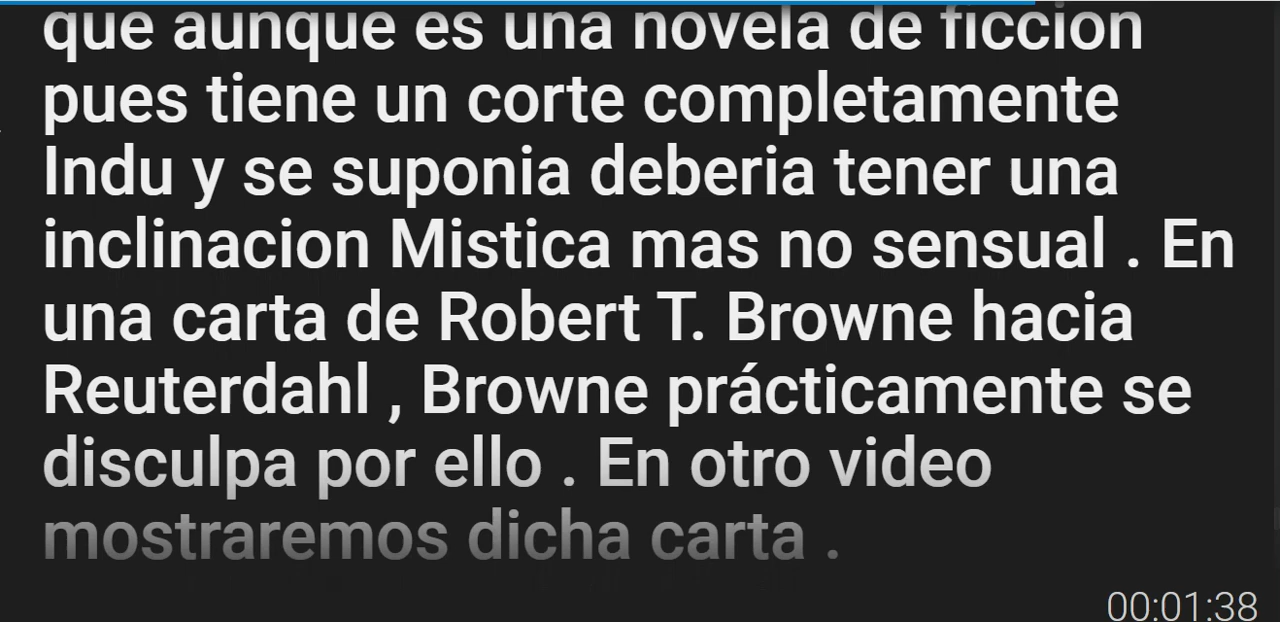 que aunque es una novela de ficcion
pues tiene un corte completamente
Indu y se suponia deberia tener una
inclinacion Mistica mas no sensual . En
una carta de Robert T. Browne hacia
Reuterdahl , Browne prácticamente se
disculpa por ello . En otro video
mostraremos dicha carta .
00:01:38